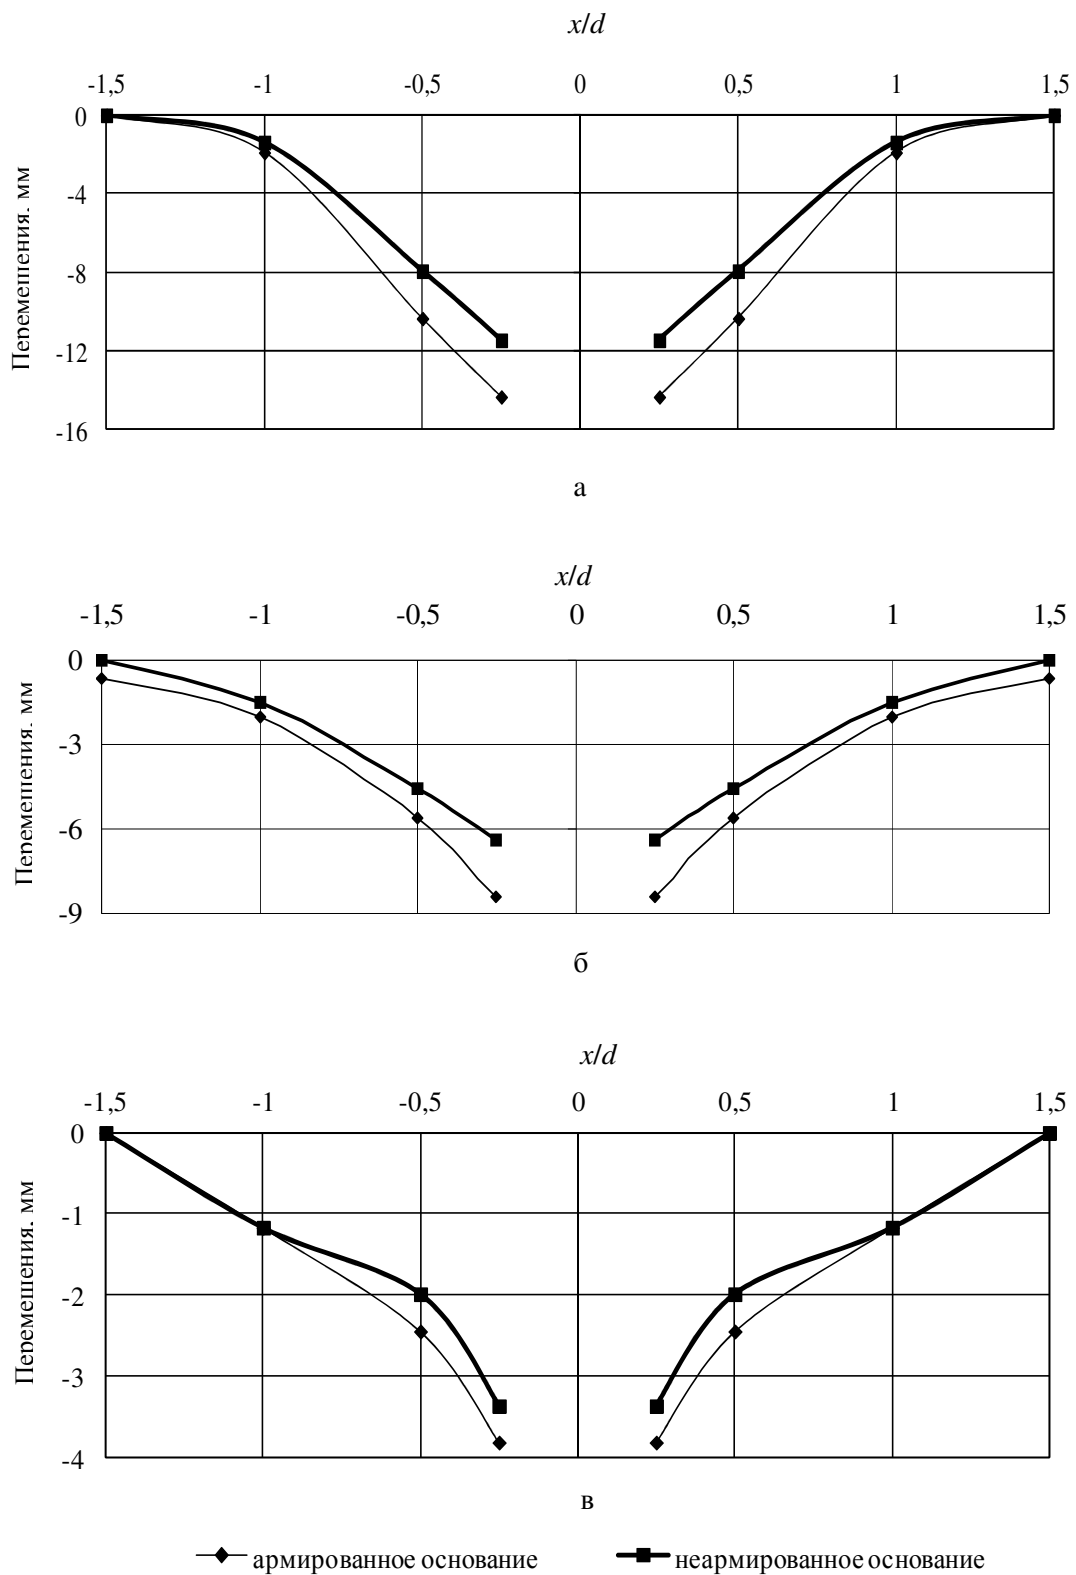 x/d
-1,5 -1 -0,5 0 0,5 1 1,5
0
-4
-8
-12
-16
Перемещения, мм
а
x/d
-1,5 -1 -0,5 0 0,5 1 1,5
0
-3
-6
-9
Перемещения, мм
б
x/d
-1,5 -1 -0,5 0 0,5 1 1,5
0
-1
-2
-3
-4
Перемещения, мм
в
армированное основание неармированное основание